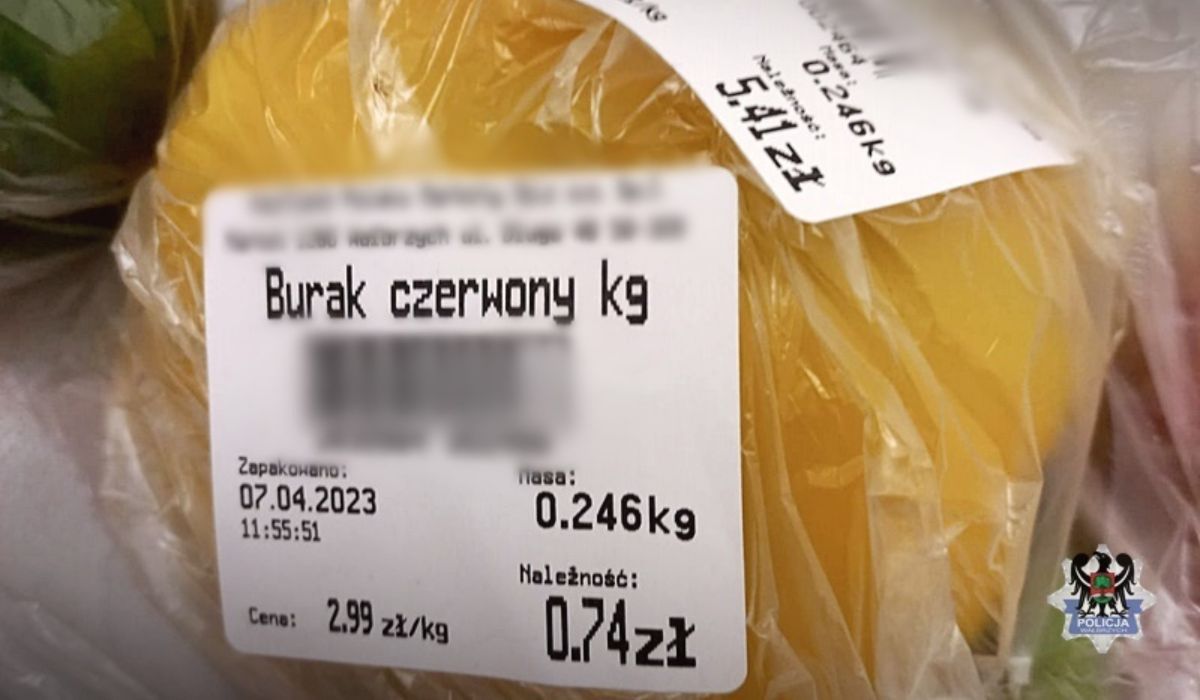 Masa:
0.246kg
Należność:
5.41zł
Burak czerwony kg
Zapakowano:
07.04.2023
11:55:51
Masa:
0.246kg
Należność:
Cena: 2.99 zł/kg
0.74zł
POLICJA
WAŁBRZYCH